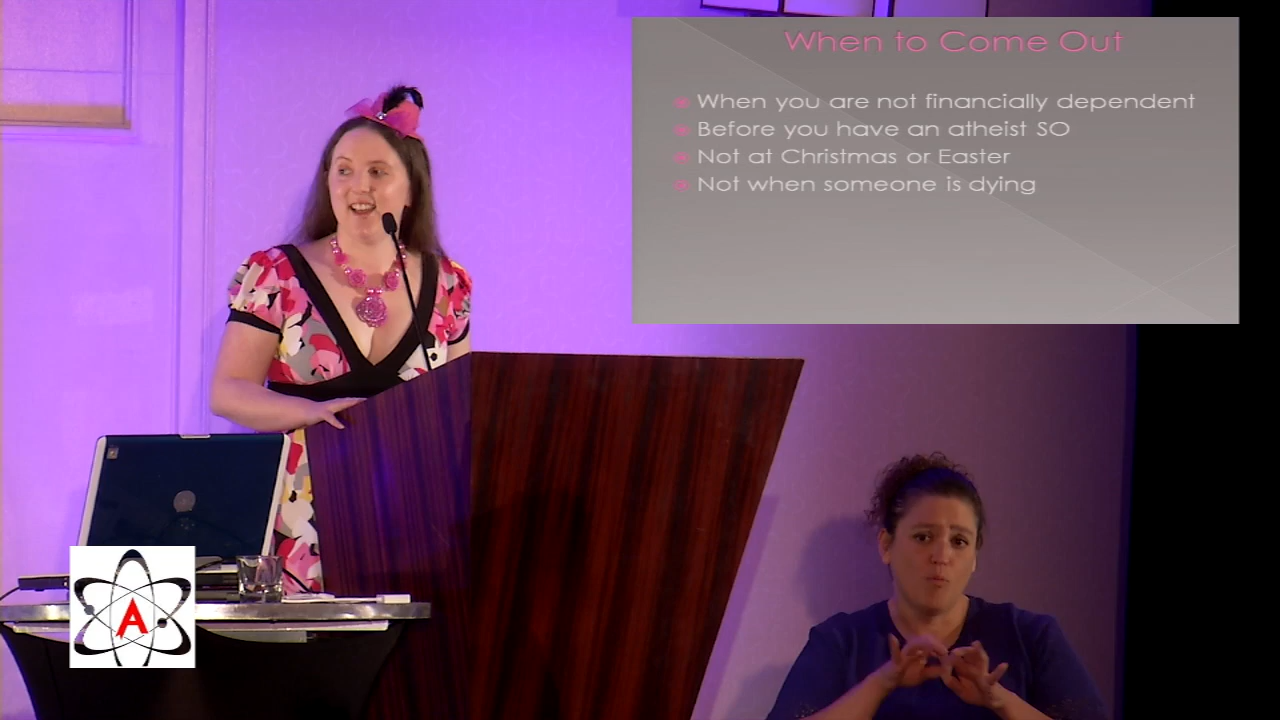 When to Come Out
When you are not financially dependent
Before you have an atheist SO
Not at Christmas or Easter
Not when someone is dying
A